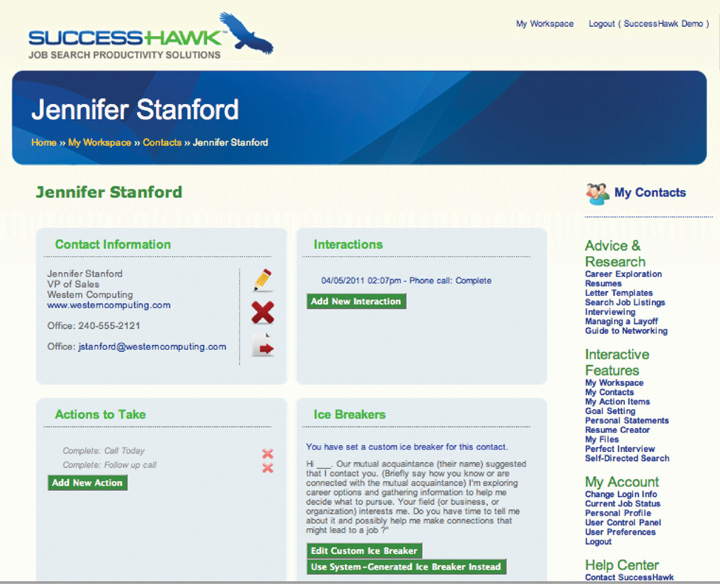 SUCCESSHAWK™
JOB SEARCH PRODUCTIVITY SOLUTIONS
My Workspace
Logout ( SuccessHawk Demo )
Jennifer Stanford
Home » My Workspace » Contacts » Jennifer Stanford
Jennifer Stanford
Contact Information
Jennifer Stanford
VP of Sales
Western Computing
www.westerncomputing.com
Office: 240-555-2121
Office: jstanford@westerncomputing.com
Interactions
04/05/2011 02:07pm - Phone call: Complete
Add New Interaction
Actions to Take
Complete: Call Today
Complete: Follow up call
Add New Action
Ice Breakers
You have set a custom ice breaker for this contact.
Hi ___. Our mutual acquaintance (their name) suggested
that I contact you. (Briefly say how you know or are
connected with the mutual acquaintance) I'm exploring
career options and gathering information to help me
decide what to pursue. Your field (or business, or
organization) interests me. Do you have time to tell me
about it and possibly help me make connections that
might lead to a job ?"
Edit Custom Ice Breaker
Use System-Generated Ice Breaker Instead
My Contacts
Advice &
Research
Career Exploration
Resumes
Letter Templates
Search Job Listings
Interviewing
Managing a Layoff
Guide to Networking
Interactive
Features
My Workspace
My Contacts
My Action Items
Goal Setting
Personal Statements
Resume Creator
My Files
Perfect Interview
Self-Directed Search
My Account
Change Login Info
Current Job Status
Personal Profile
User Control Panel
User Preferences
Logout
Help Center
Contact SuccessHawk